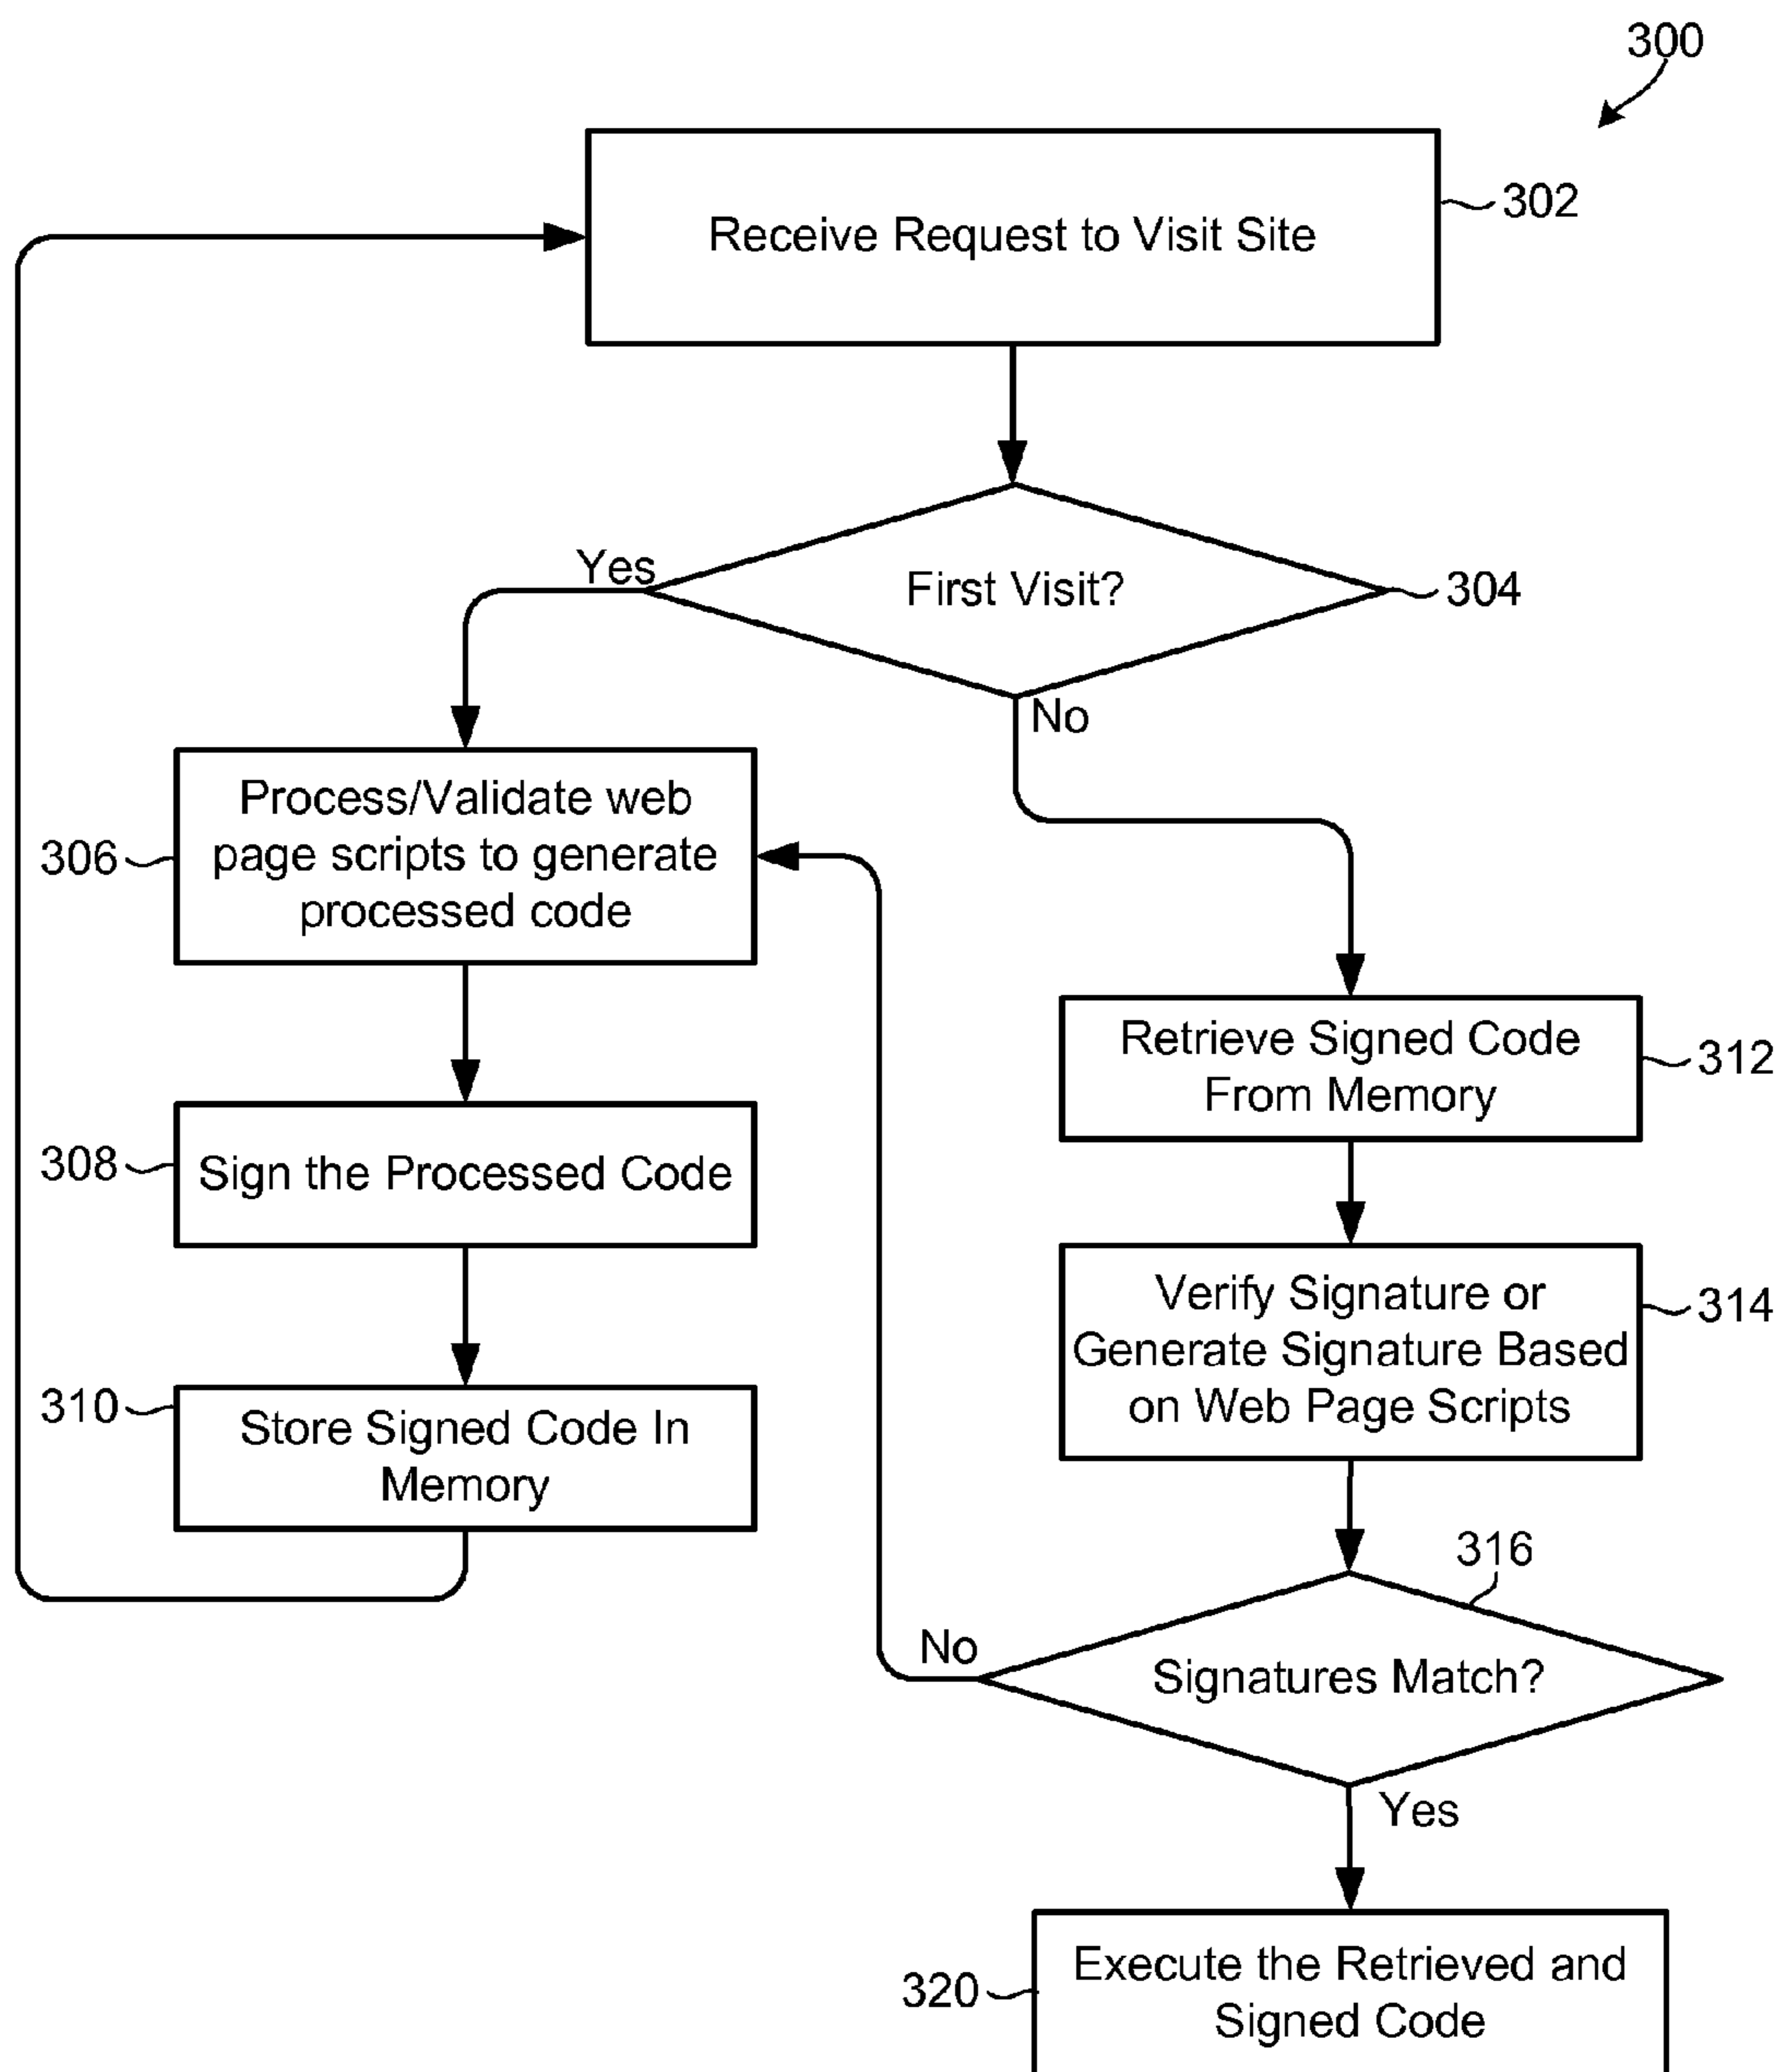 300
Receive Request to Visit Site
302
First Visit?
304
Yes
No
Process/Validate web
page scripts to generate
processed code
306
Sign the Processed Code
308
Store Signed Code In
Memory
310
Retrieve Signed Code
From Memory
312
Verify Signature or
Generate Signature Based
on Web Page Scripts
314
316
Signatures Match?
No
Yes
Execute the Retrieved and
Signed Code
320